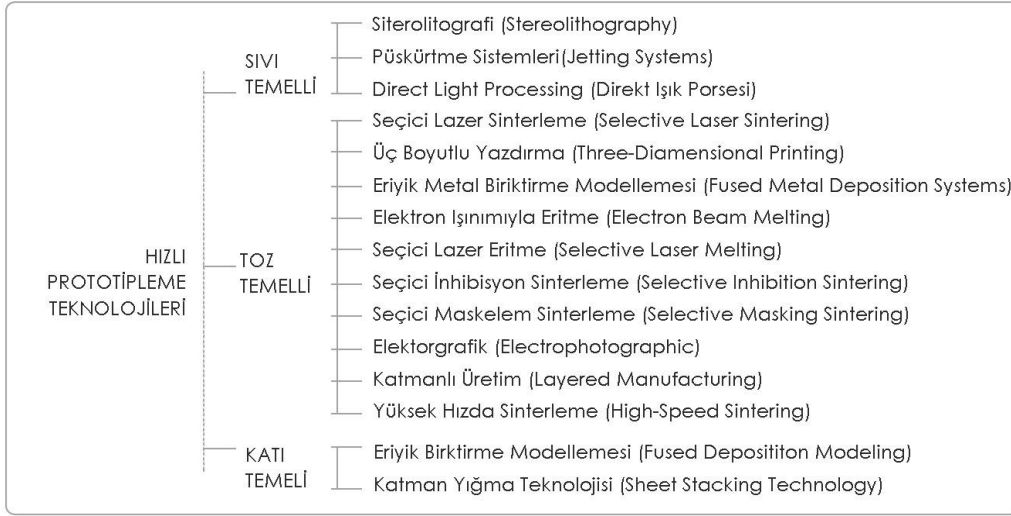 HIZLI
PROTOTİPLEME
TEKNOLOJİLERİ
SIVI
TEMELLİ
Siterolitografi (Stereolithography)
Püskürtme Sistemleri(Jetting Systems)
Direct Light Processing (Direkt Işık Porsesi)
TOZ
TEMELLİ
Seçici Lazer Sinterleme (Selective Laser Sintering)
Üç Boyutlu Yazdırma (Three-Diamensional Printing)
Eriyik Metal Biriktirme Modellemesi (Fused Metal Deposition Systems)
Elektron Işınımıyla Eritme (Electron Beam Melting)
Seçici Lazer Eritme (Selective Laser Melting)
Seçici İnhibisyon Sinterleme (Selective Inhibition Sintering)
Seçici Maskelem Sinterleme (Selective Masking Sintering)
Elektorgrafik (Electrophotographic)
Katmanlı Üretim (Layered Manufacturing)
Yüksek Hızda Sinterleme (High-Speed Sintering)
KATI
TEMELİ
Eriyik Birktirme Modellemesi (Fused Deposititon Modeling)
Katman Yığma Teknolojisi (Sheet Stacking Technology)